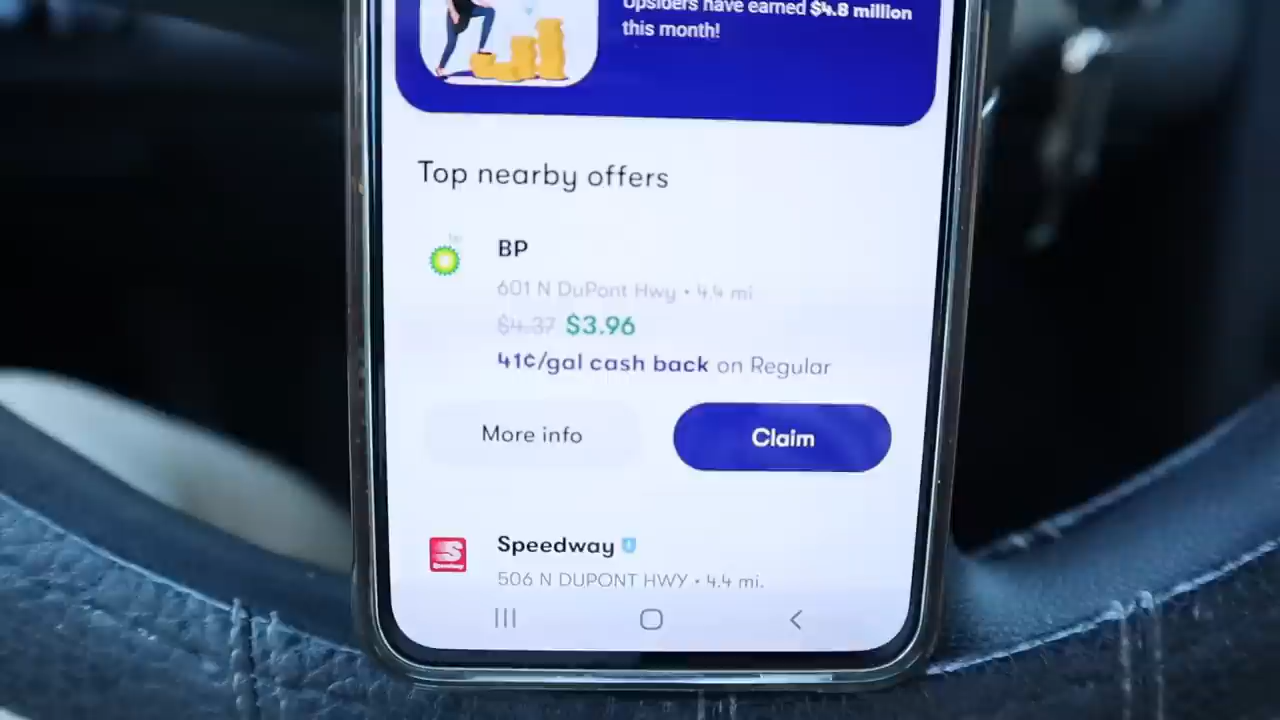 Upsiders have earned $4.8 million
this month!
Top nearby offers
BP
601 N DuPont Hwy • 4.4 mi
$4.37 $3.96
41¢/gal cash back on Regular
More info
Claim
Speedway
506 N DUPONT HWY • 4.4 mi.